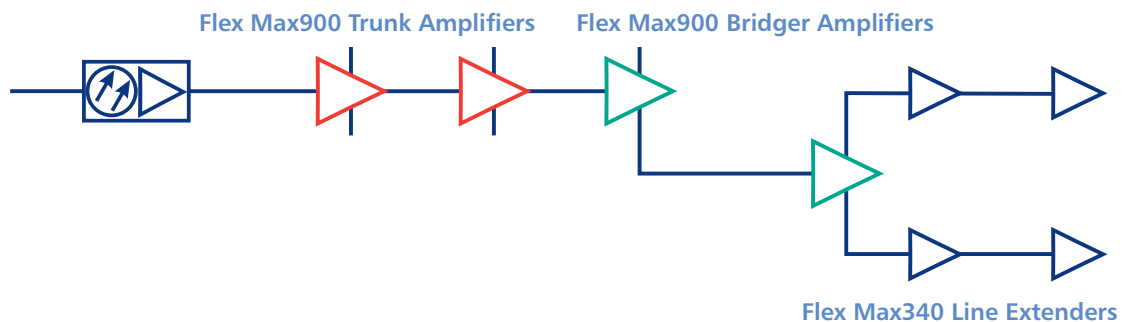 Flex Max900 Trunk Amplifiers
Flex Max900 Bridger Amplifiers
Flex Max340 Line Extenders